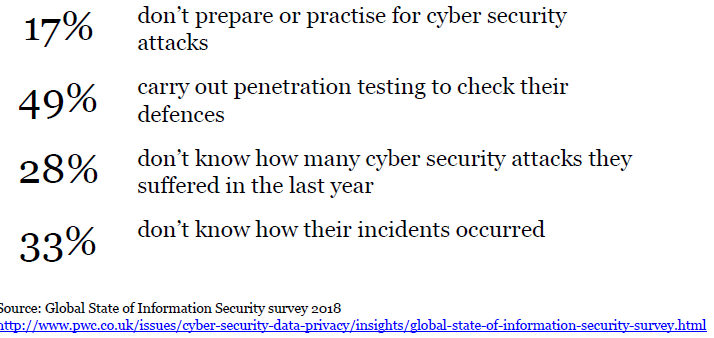 17%
don't prepare or practise for cyber security
attacks
49%
carry out penetration testing to check their
defences
28%
don't know how many cyber security attacks they
suffered in the last year
33%
don't know how their incidents occurred
Source: Global State of Information Security survey 2018
http://www.pwc.co.uk/issues/cyber-security-data-privacy/insights/global-state-of-information-security-survey.html